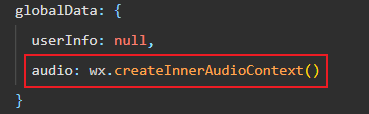 globalData: {
userInfo: null,
audio: wx.createInnerAudioContext()
}